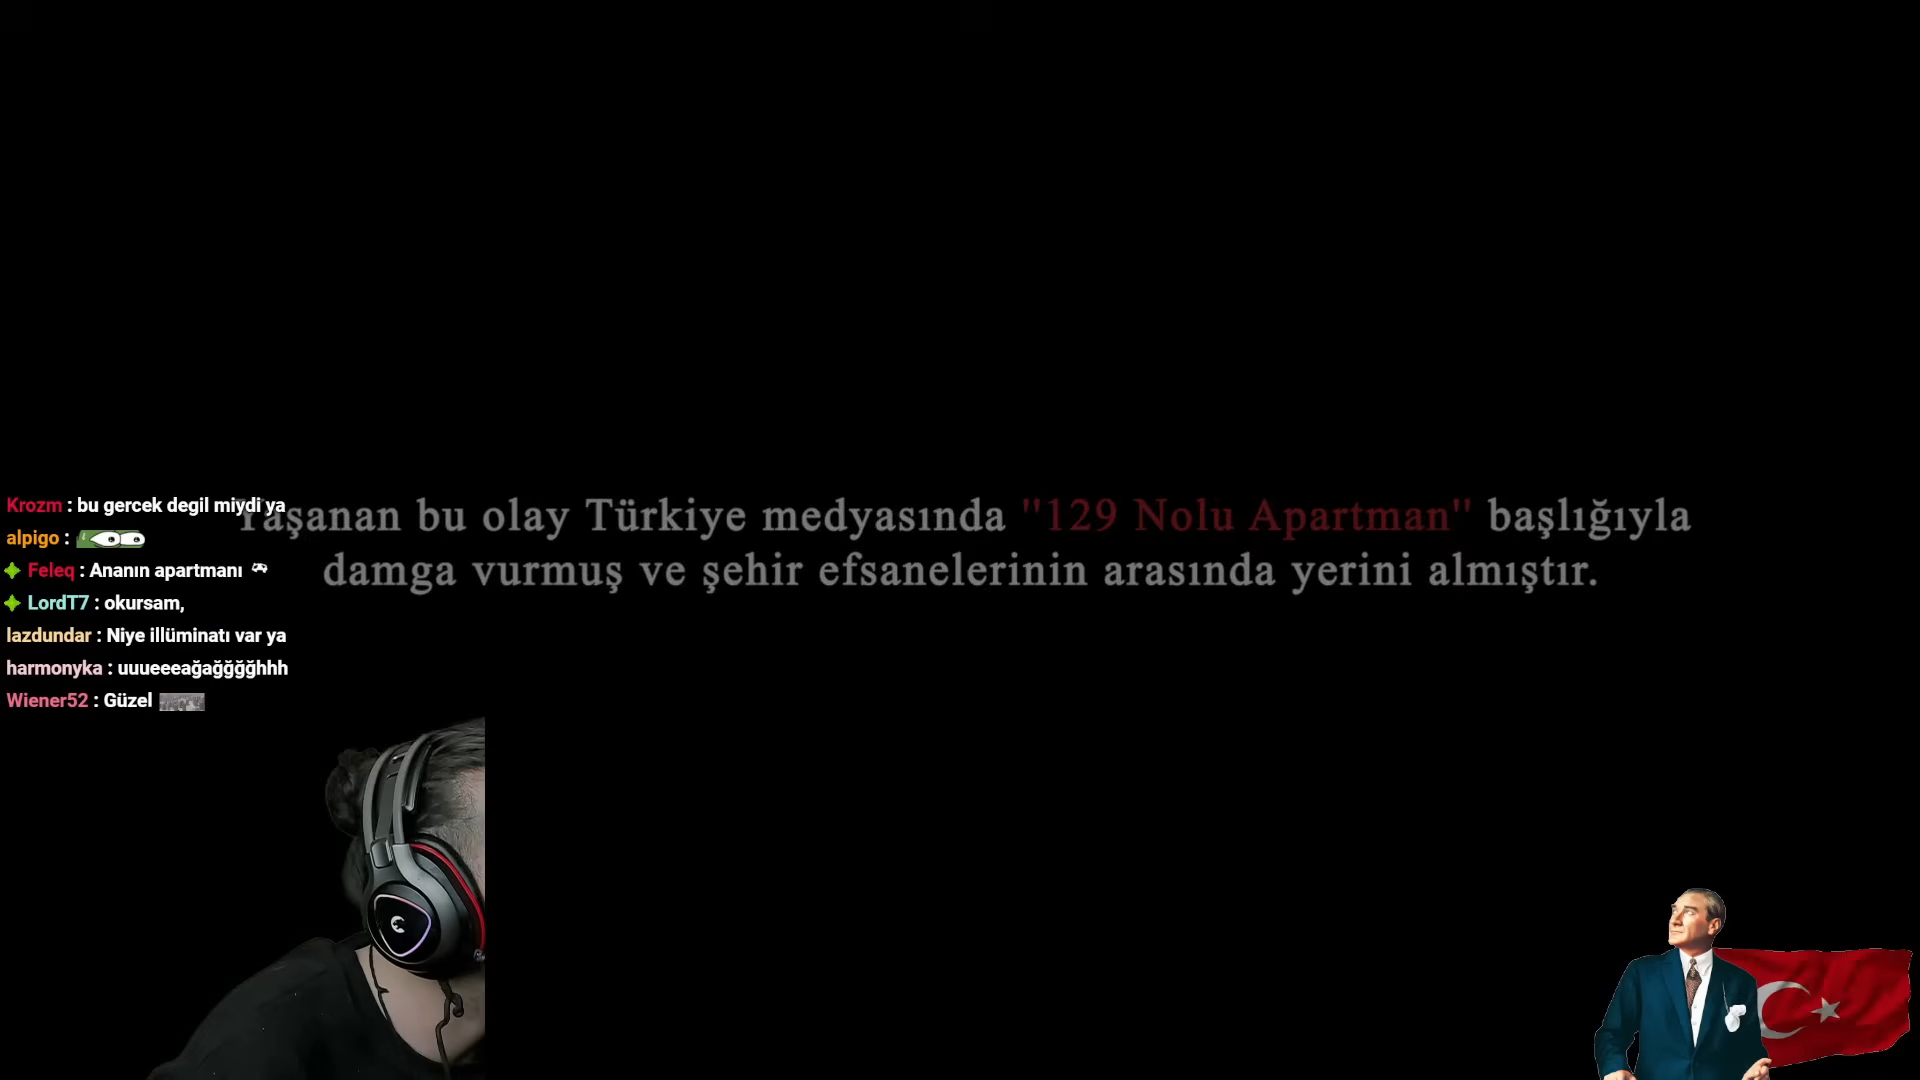 Krozm : bu gercek degil miydi ya
alpigo :
Feleq : Ananın apartmanı
LordT7 : okursam,
lazdundar : Niye illüminatı var ya
harmonyka : uuueeeağağğğğhhh
Wiener52 : Güzel
Yaşanan bu olay Türkiye medyasında "129 Nolu Apartman" başlığıyla
damga vurmuş ve şehir efsanelerinin arasında yerini almıştır.